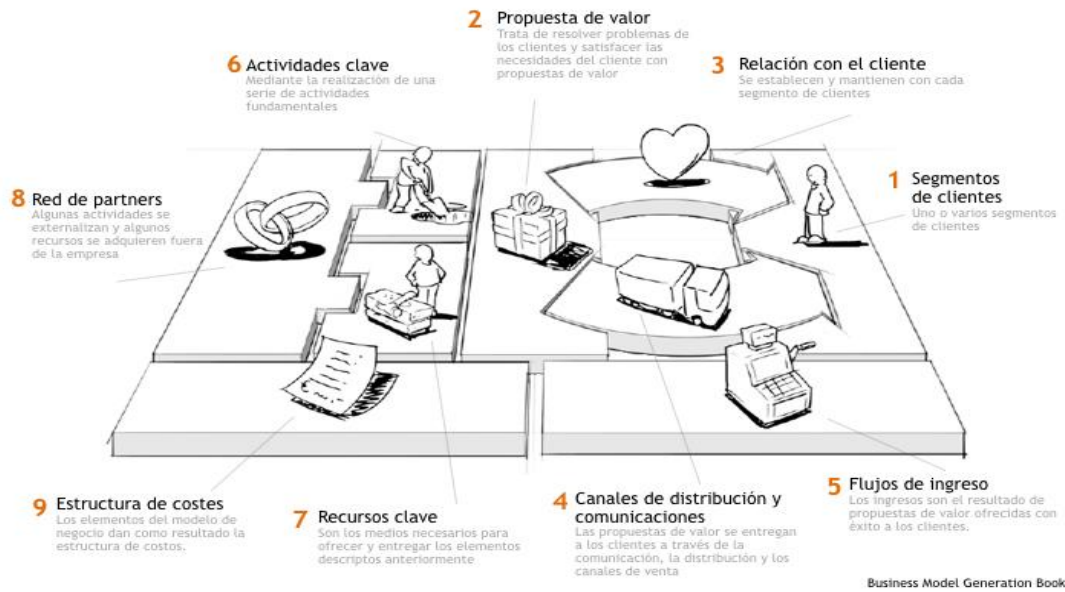 2 Propuesta de valor
Trata de resolver problemas de
los clientes y satisfacer las
necesidades del cliente con
propuestas de valor
6 Actividades clave
Mediante la realización de una
serie de actividades
fundamentales
3 Relación con el cliente
Se establecen y mantienen con cada
segmento de clientes
8 Red de partners
Algunas actividades se
externalizan y algunos
recursos se adquieren fuera
de la empresa
1 Segmentos
de clientes
Uno o varios segmentos
de clientes
9 Estructura de costes
Los elementos del modelo de
negocio dan como resultado la
estructura de costos.
7 Recursos clave
Son los medios necesarios para
ofrecer y entregar los elementos
descriptos anteriormente
4 Canales de distribución y
comunicaciones
Las propuestas de valor se entregan
a los clientes a través de la
comunicación, la distribución y los
canales de venta
5 Flujos de ingreso
Los ingresos son el resultado de
propuestas de valor ofrecidas con
éxito a los clientes.
Business Model Generation Book